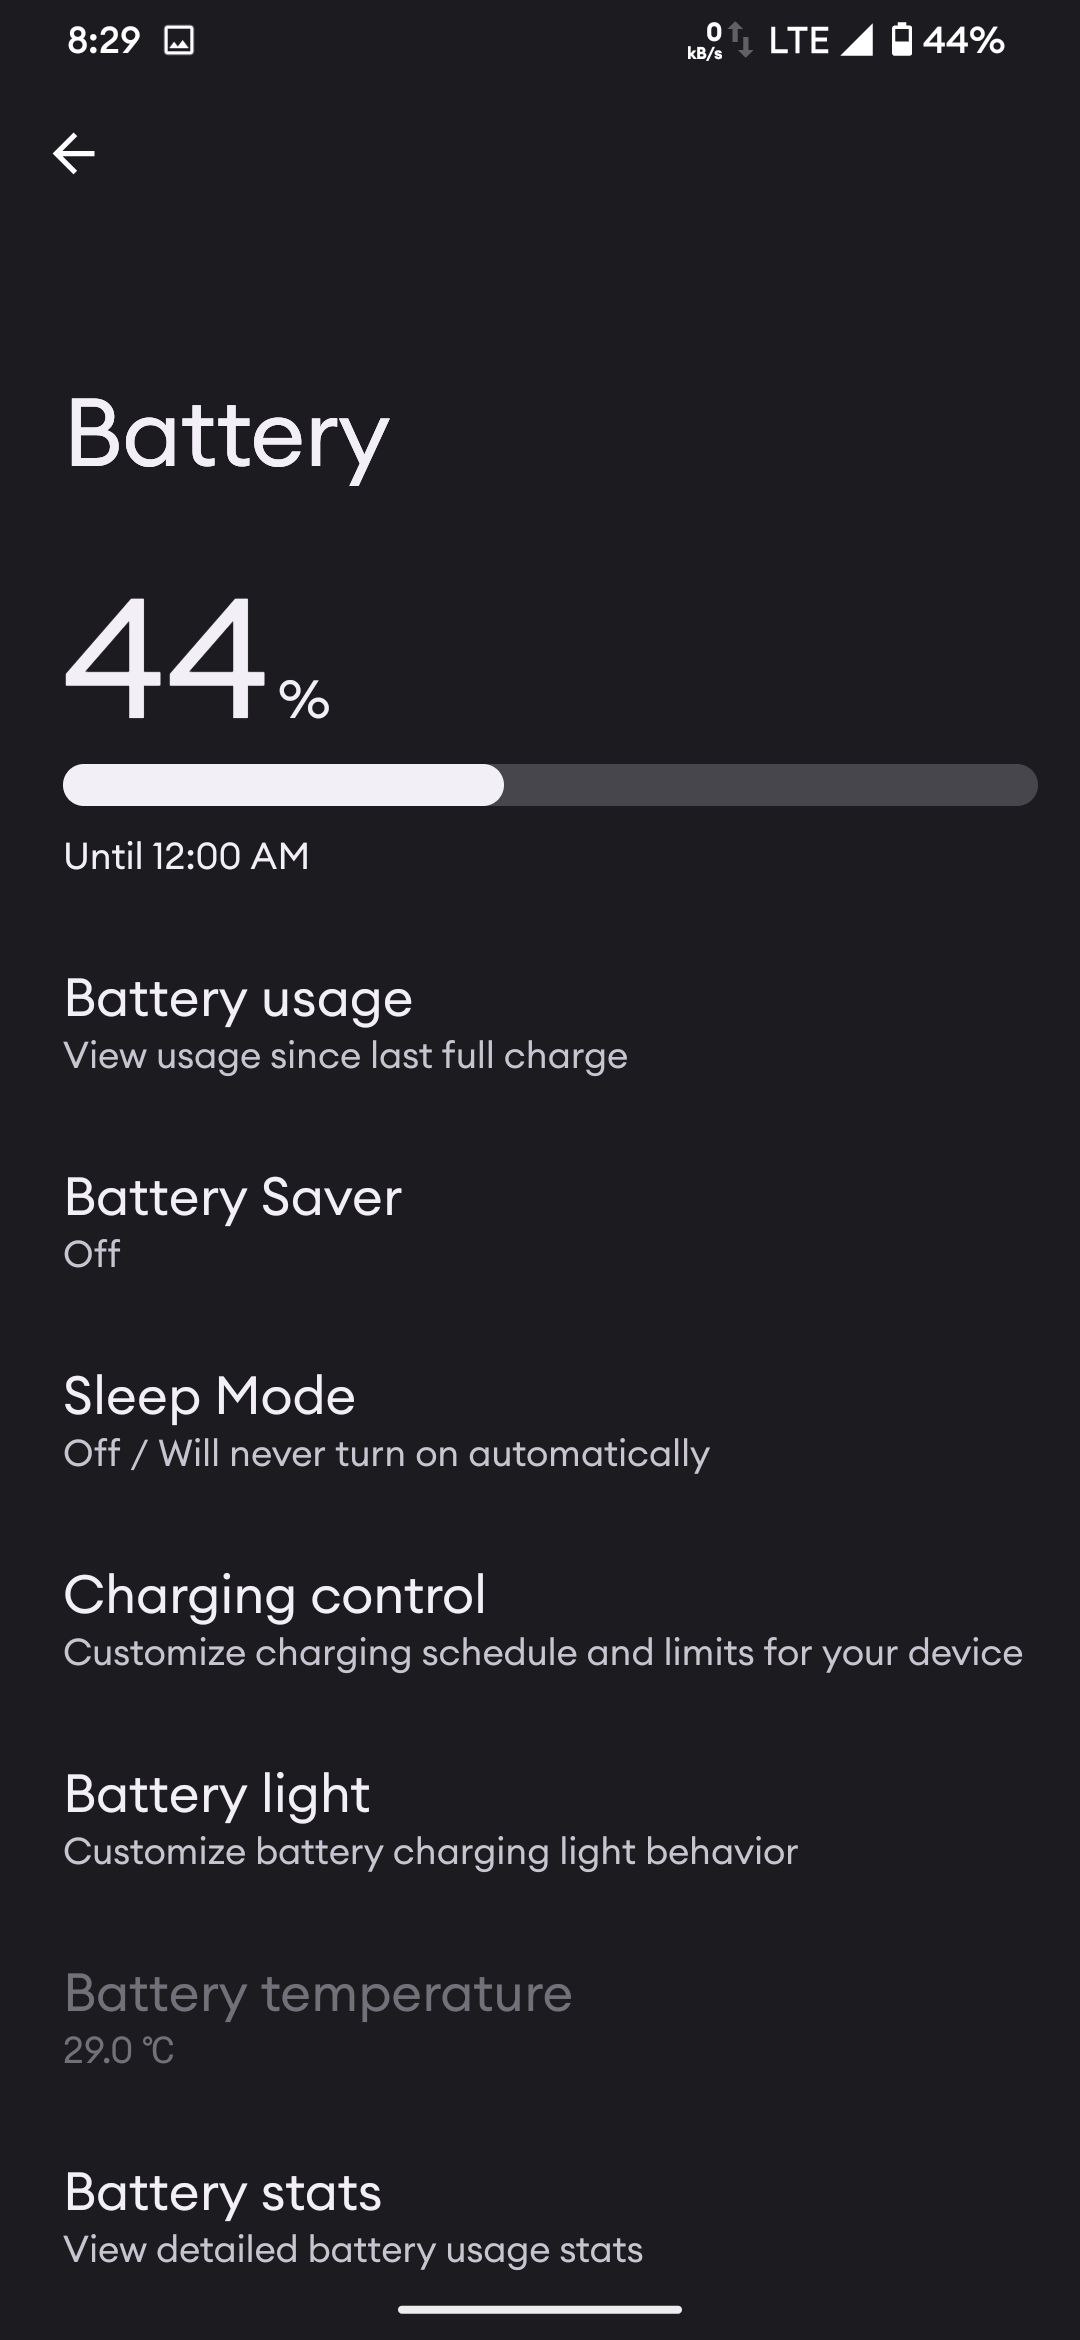 8:29 0 kB/s LTE 44%
Battery
44 %
Until 12:00 AM
Battery usage
View usage since last full charge
Battery Saver
Off
Sleep Mode
Off / Will never turn on automatically
Charging control
Customize charging schedule and limits for your device
Battery light
Customize battery charging light behavior
Battery temperature
29.0 ℃
Battery stats
View detailed battery usage stats